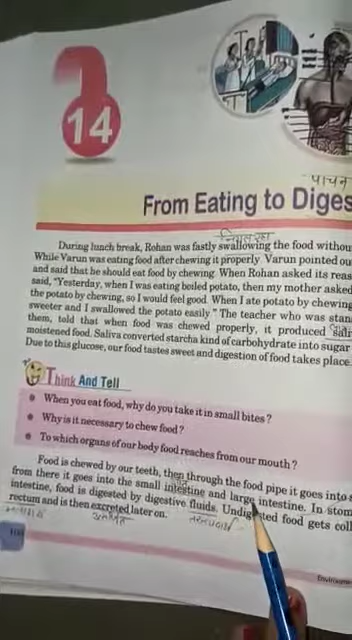 14
पाचन
From Eating to Diges
निगल रहा
During lunch break, Rohan was fastly swallowing the food withou
While Varun was eating food after chewing it properly. Varun pointed ou
and said that he should eat food by chewing. When Rohan asked its reas
said, "Yesterday, when I was eating boiled potato, then my mother asked
the potato by chewing, so I would feel good. When I ate potato by chewing
sweeter and I swallowed the potato easily" The teacher who was stan
them, told that when food was chewed properly, it produced Sali
moistened food. Saliva converted starcha kind of carbohydrate into sugar
Due to this glucose, our food tastes sweet and digestion of food takes place.
Think And Tell
When you eat food, why do you take it in small bites?
Why is it necessary to chew food?
To which organs of our body food reaches from our mouth?
Food is chewed by our teeth, then through the food pipe it goes into
from there it goes into the small intestine and large intestine. In stom
intestine, food is digested by digestive fluids. Undigested food gets coll
rectum and is then excreted later on.
Environme